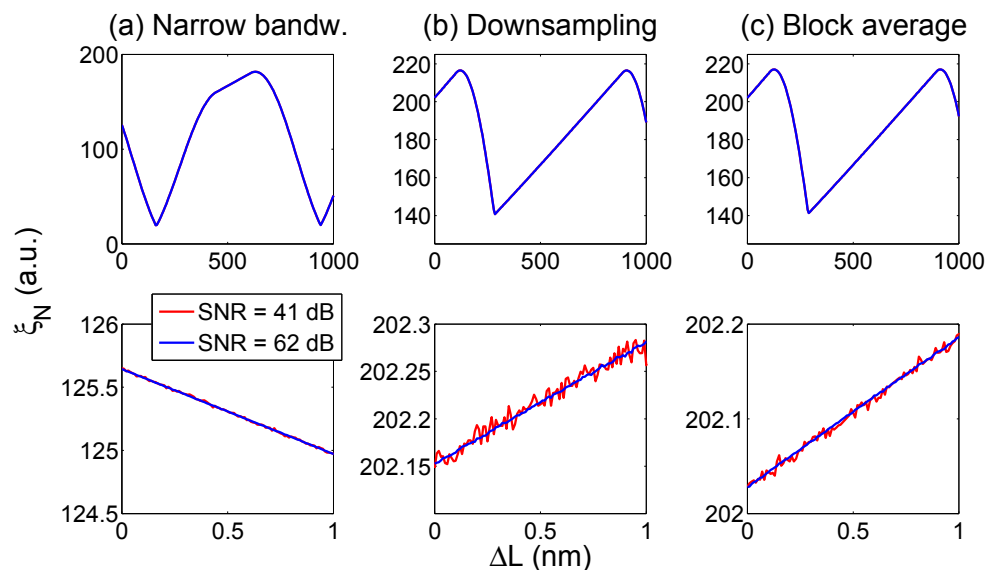 (a) Narrow bandw.
(b) Downsampling
(c) Block average
200
100
0
0 500 1000
220
200
180
160
140
0 500 1000
220
200
180
160
140
0 500 1000
ξN (a.u.)
SNR = 41 dB
SNR = 62 dB
126
125.5
125
124.5
0 0.5 1
202.3
202.25
202.2
202.15
0 0.5 1
202.2
202.1
202
0 0.5 1
ΔL (nm)